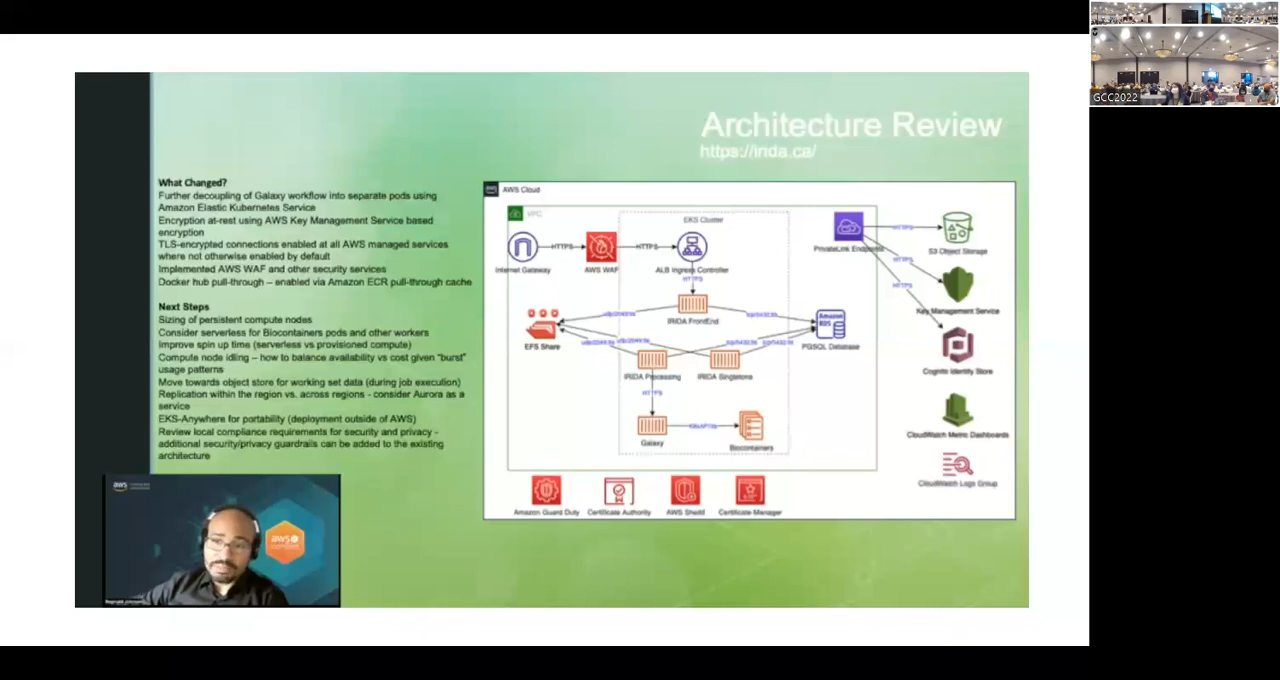 Architecture Review
https://irida.ca/
What Changed?
Further decoupling of Galaxy workflow into separate pods using
Amazon Elastic Kubernetes Service
Encryption at-rest using AWS Key Management Service based
encryption
TLS-encrypted connections enabled at all AWS managed services
where not otherwise enabled by default
Implemented AWS WAF and other security services
Docker hub pull-through – enabled via Amazon ECR pull-through cache
Next Steps
Sizing of persistent compute nodes
Consider serverless for Biocontainers pods and other workers
Improve spin up time (serverless vs provisioned compute)
Compute node idling – how to balance availability vs cost given "burst"
usage patterns
Move towards object store for working set data (during job execution)
Replication within the region vs. across regions - consider Aurora as a
service
EKS-Anywhere for portability (deployment outside of AWS)
Review local compliance requirements for security and privacy -
additional security/privacy guardrails can be added to the existing
architecture
AWS Cloud
VPC
EKS Cluster
HTTPS
HTTPS
Internet Gateway
AWS WAF
ALB Ingress Controller
HTTPS
PrivateLink Endpoints
HTTPS
HTTPS
HTTPS
S3 Object Storage
Key Management Service
Cognito Identity Store
CloudWatch Metric Dashboards
CloudWatch Logs Group
IRIDA FrontEnd
EFS Share
Amazon
RDS
PGSQL Database
IRIDA Processing
IRIDA Singletons
HTTPS
Galaxy
Biocontainers
Amazon Guard Duty
Certificate Authority
AWS Shield
Certificate Manager
aws
aws
GCC2022